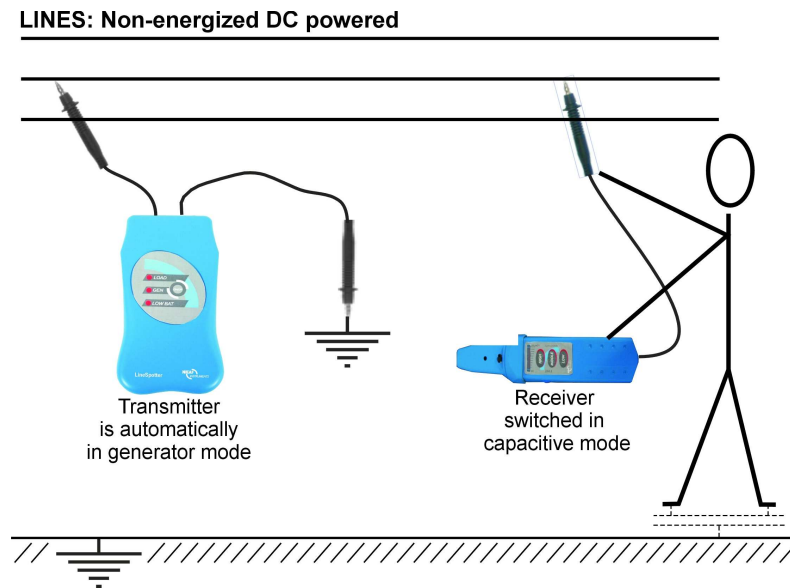 LINES: Non-energized DC powered
LOAD
GEN
LOW BAT
LineSpotter
Transmitter
is automatically
in generator mode
Receiver
switched in
capacitive mode